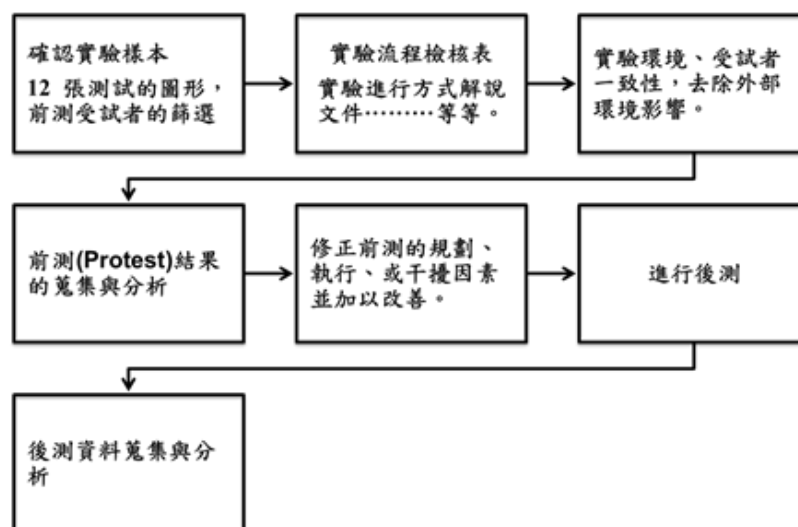 確認實驗樣本
12 張測試的圖形，
前測受試者的篩選
實驗流程檢核表
實驗進行方式解說
文件………等等。
實驗環境、受試者
一致性，去除外部
環境影響。
前測(Protest)結果
的蒐集與分析
修正前測的規劃、
執行、或干擾因素
並加以改善。
進行後測
後測資料蒐集與分
析